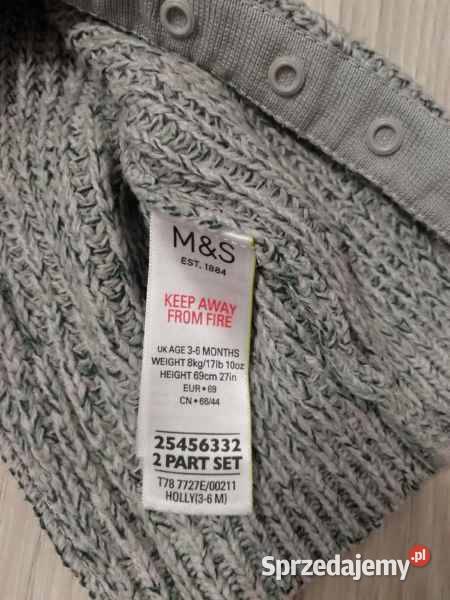 M&S
EST. 1884
KEEP AWAY
FROM FIRE
UK AGE 3-6 MONTHS
WEIGHT 8kg/17lb 10oz
HEIGHT 69cm 27in
EUR • 69
CN • 66/44
25456332
2 PART SET
T78 7727E/00211
HOLLY(3-6 M)
Sprzedajemy.pl